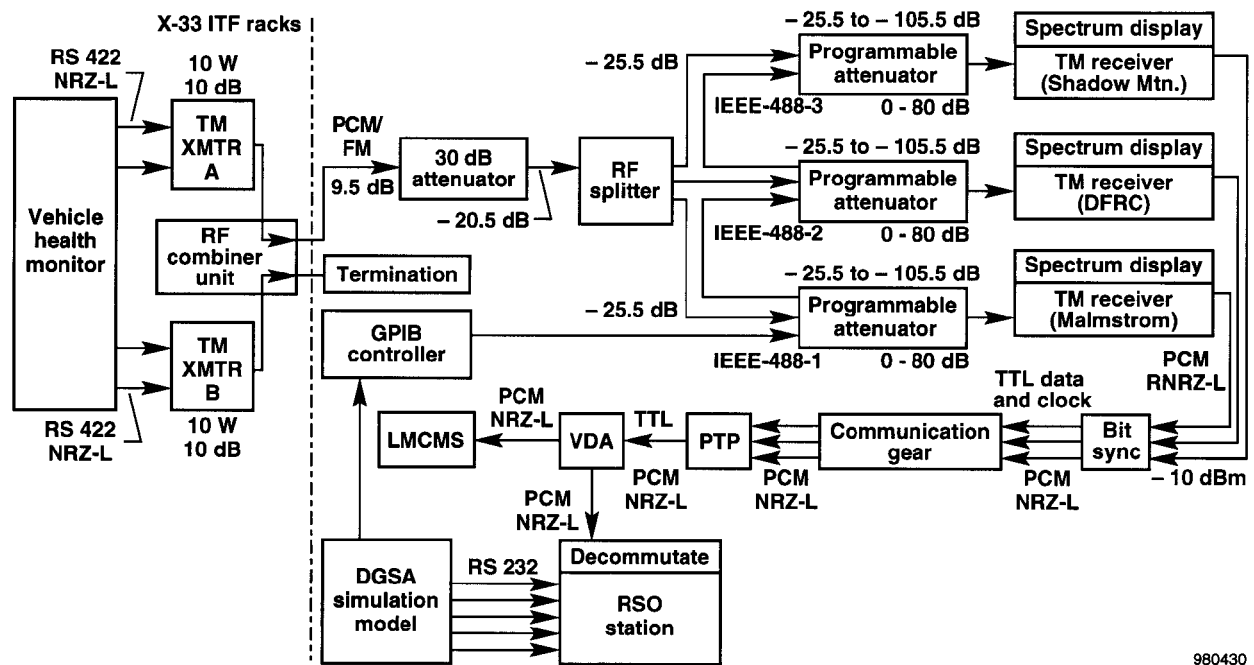 X-33 ITF racks
RS 422
NRZ-L
10 W
10 dB
TM
XMTR
A
Vehicle
health
monitor
RF
combiner
unit
TM
XMTR
B
10 W
10 dB
RS 422
NRZ-L
PCM/
FM
9.5 dB
30 dB
attenuator
– 20.5 dB
RF
splitter
Termination
– 25.5 dB
– 25.5 dB
– 25.5 to – 105.5 dB
Programmable
attenuator
IEEE-488-3
0 - 80 dB
Spectrum display
TM receiver
(Shadow Mtn.)
– 25.5 to – 105.5 dB
Programmable
attenuator
IEEE-488-2
0 - 80 dB
Spectrum display
TM receiver
(DFRC)
– 25.5 to – 105.5 dB
Programmable
attenuator
IEEE-488-1
0 - 80 dB
Spectrum display
TM receiver
(Malmstrom)
GPIB
controller
PCM
RNRZ-L
– 10 dBm
Bit
sync
TTL data
and clock
PCM
NRZ-L
Communication
gear
PCM
NRZ-L
PTP
TTL
PCM
NRZ-L
VDA
PCM
NRZ-L
LMCMS
PCM
NRZ-L
DGSA
simulation
model
RS 232
Decommutate
RSO
station
980430